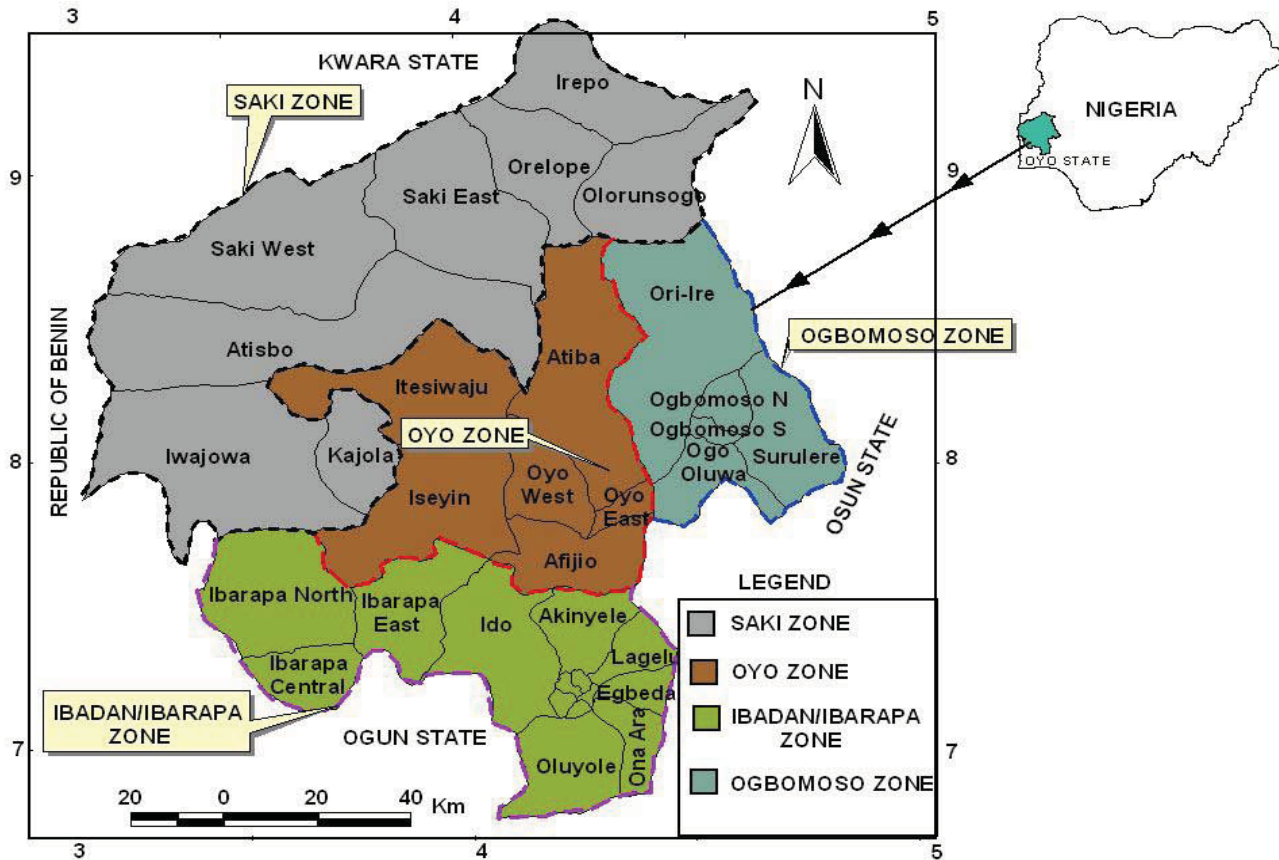 3
4
5
KWARA STATE
SAKI ZONE
Irepo
N
NIGERIA
OYO STATE
9
9
Orelope
Saki East
Olorunsogo
Saki West
Ori-Ire
OGBOMOSO ZONE
Atisbo
Atiba
Itesiwaju
REPUBLIC OF BENIN
Ogbomoso N
OYO ZONE
Ogbomoso S
8
8
Iwajowa
Kajola
Ogo
Oluwa
Surulere
Oyo
West
Iseyin
Oyo
East
OSUN STATE
Afijio
LEGEND
Ibarapa North
Ibarapa
East
Ido
Akinyele
SAKI ZONE
Lagelu
Ibarapa
Central
OYO ZONE
Egbeda
IBADAN/IBARAPA
ZONE
IBADAN/IBARAPA
ZONE
OGUN STATE
7
7
Oluyole
Ona Ara
OGBOMOSO ZONE
20 0 20 40
Km
3
4
5